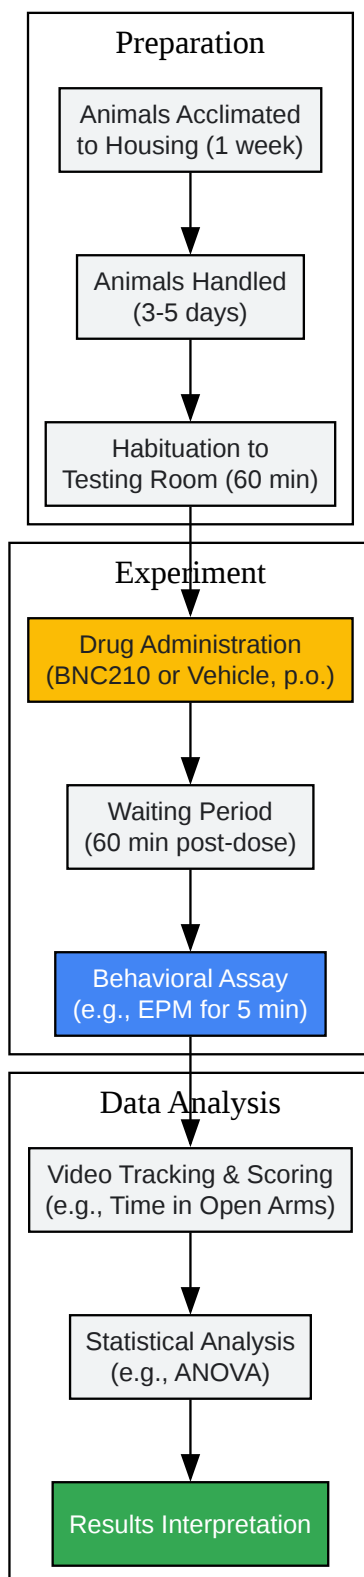 Preparation
Animals Acclimated
to Housing (1 week)
Animals Handled
(3-5 days)
Habituation to
Testing Room (60 min)
Experiment
Drug Administration
(BNC210 or Vehicle, p.o.)
Waiting Period
(60 min post-dose)
Behavioral Assay
(e.g., EPM for 5 min)
Data Analysis
Video Tracking & Scoring
(e.g., Time in Open Arms)
Statistical Analysis
(e.g., ANOVA)
Results Interpretation